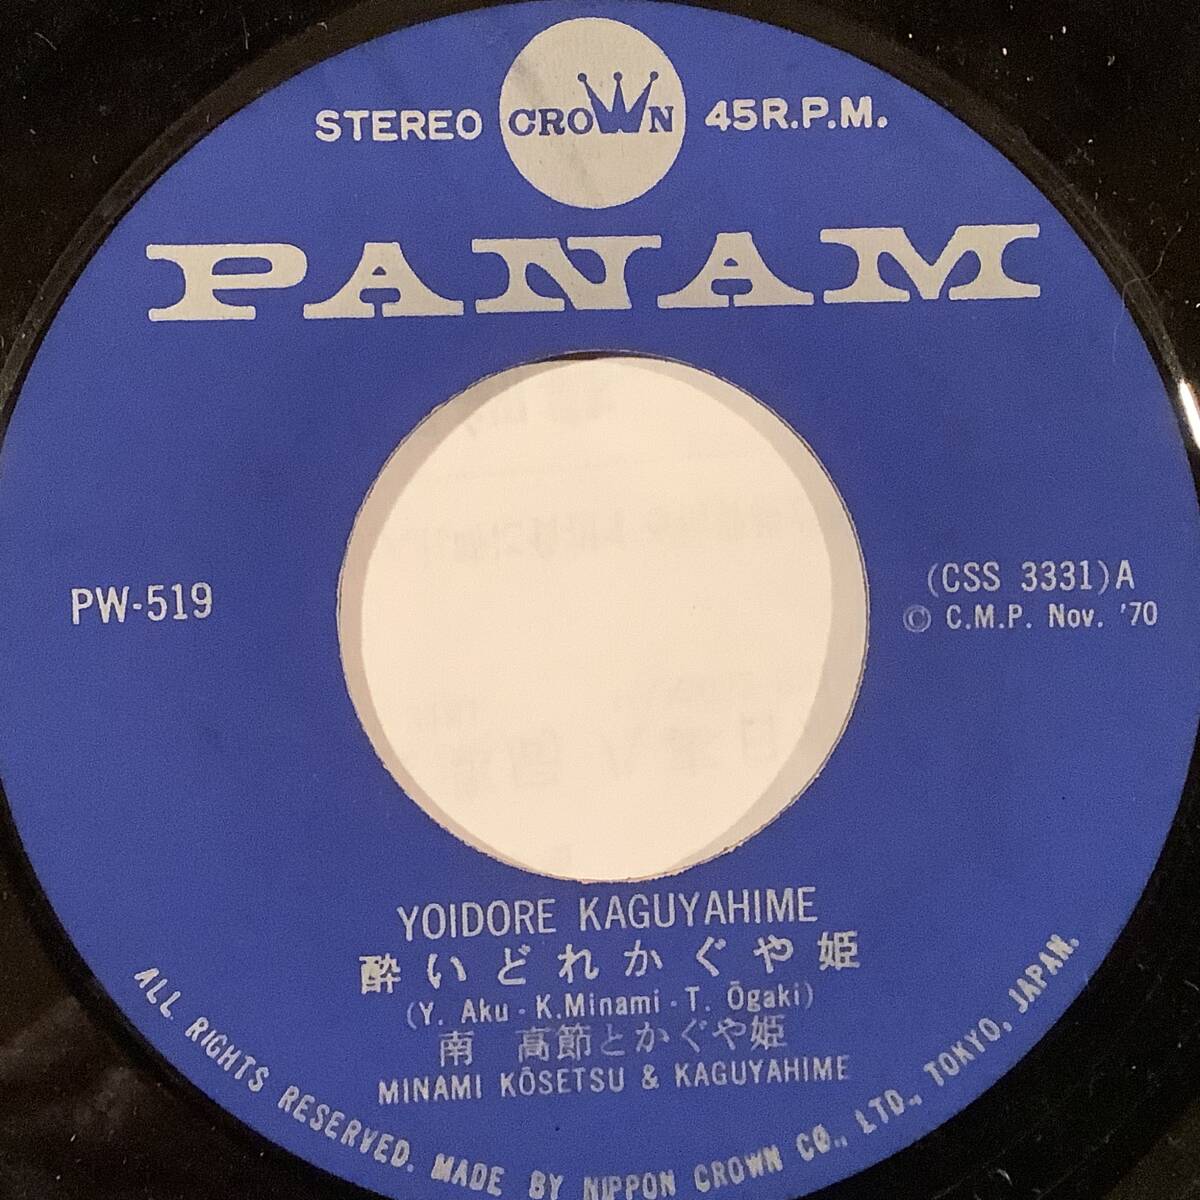 STEREO CROWN 45R.P.M.
PANAM
PW-519
(CSS 3331)A
© C.M.P. Nov. '70
YOIDORE KAGUYAHIME
酔いどれかぐや姫
(Y. Aku - K.Minami - T. Ōgaki)
南 高節とかぐや姫
MINAMI KŌSETSU & KAGUYAHIME
ALL RIGHTS RESERVED. MADE BY NIPPON CROWN CO., LTD., TOKYO, JAPAN.